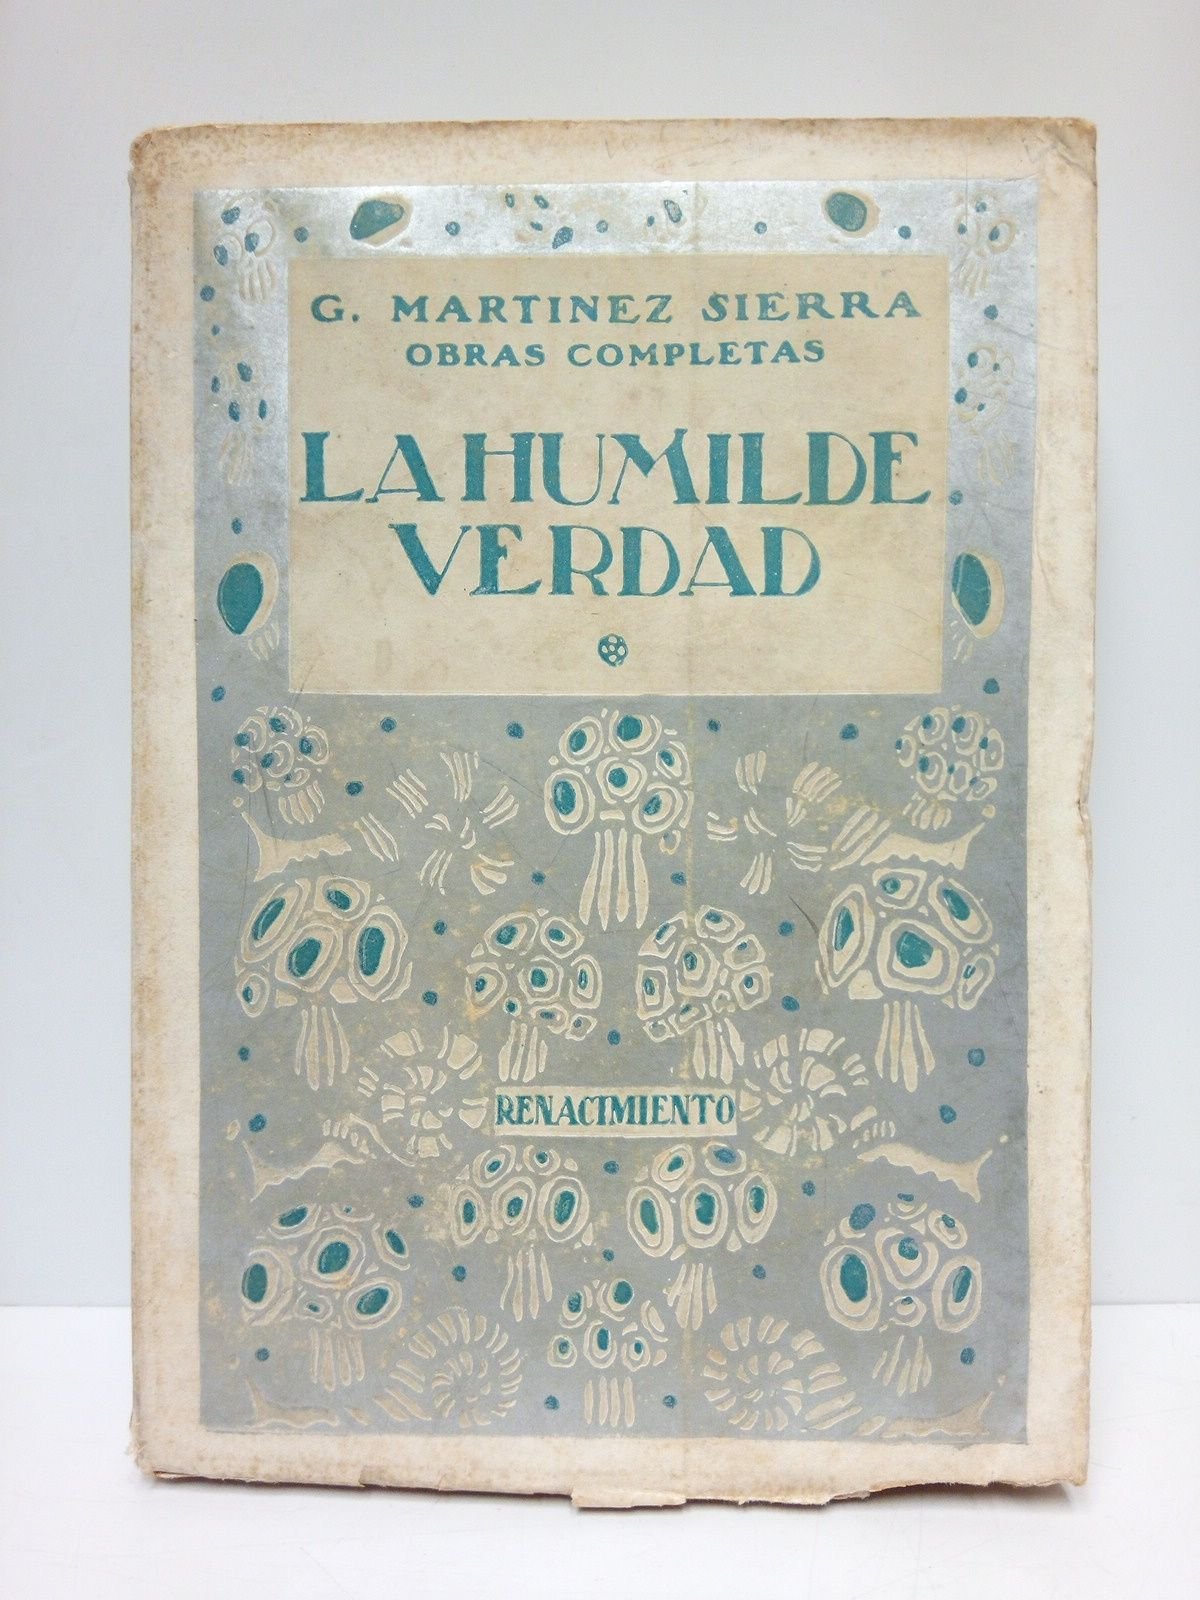 G. MARTINEZ SIERRA
OBRAS COMPLETAS
LA HUMILDE
VERDAD
RENACIMIENTO